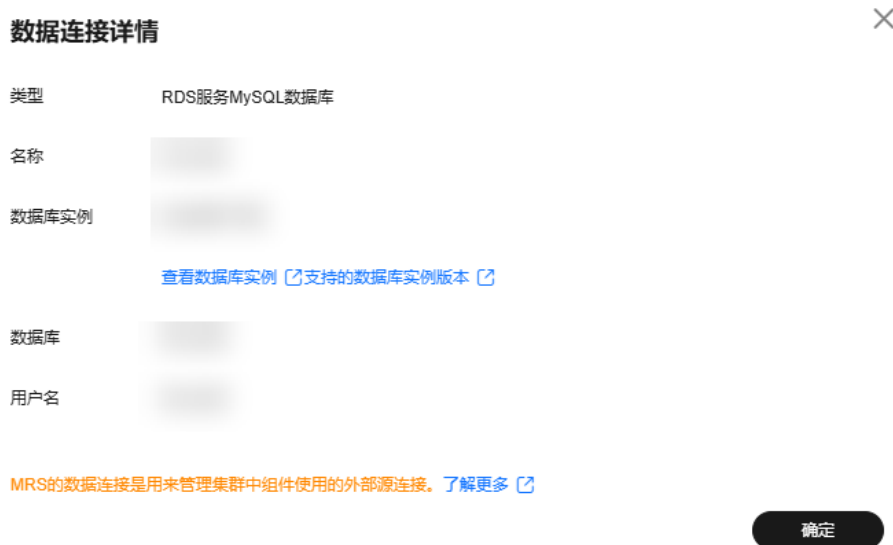 数据连接详情
类型 RDS服务MySQL数据库
名称
数据库实例
查看数据库实例 支持的数据库实例版本
数据库
用户名
MRS的数据连接是用来管理集群中组件使用的外部源连接。了解更多
确定